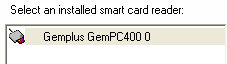 Select an installed smart card reader:
Gemplus GemPC400 0